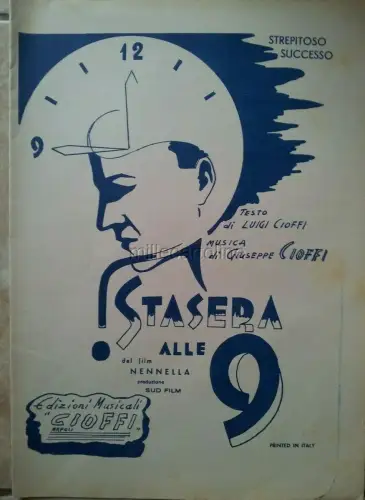 STREPITOSO
SUCCESSO
12
9
TESTO
di LUIGI CIOFFI
MUSICA
di GIUSEPPE CIOFFI
! STASERA
ALLE
9
del film
NENNELLA
produzione
SUD FILM
Edizioni Musicali
"CIOFFI"
NAPOLI
PRINTED IN ITALY